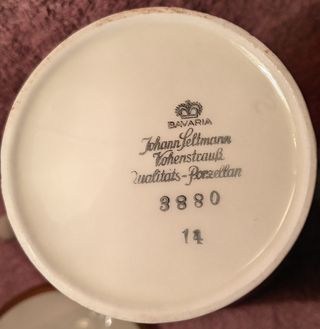 BAVARIA
Johann Seltmann
Vohenstrauß
Qualitäts-Porzellan
3880
14